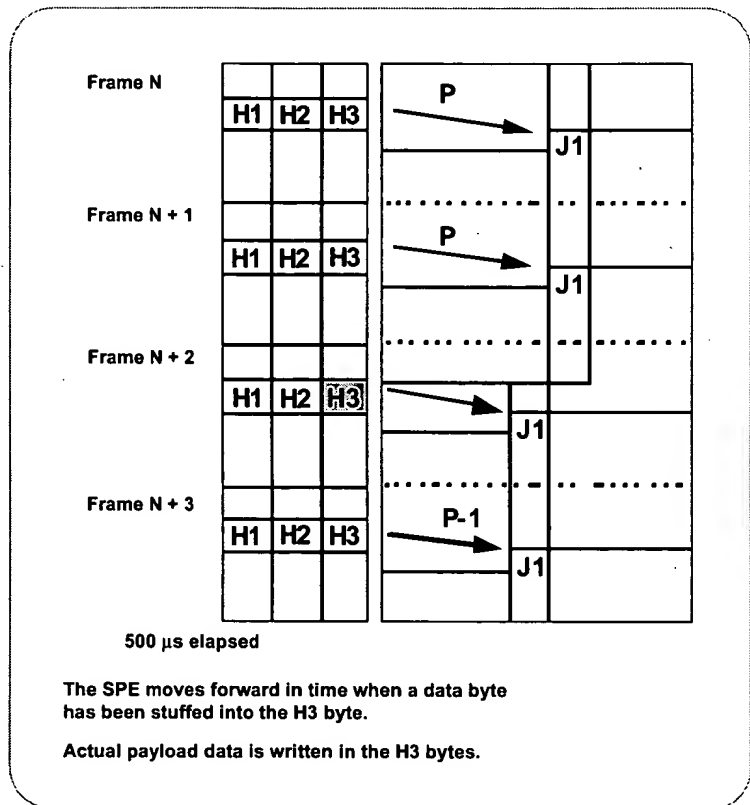 Frame N
P
H1 H2 H3
J1
Frame N + 1
P
H1 H2 H3
J1
Frame N + 2
H1 H2 H3
J1
Frame N + 3
P-1
H1 H2 H3
J1
500 µs elapsed
The SPE moves forward in time when a data byte
has been stuffed into the H3 byte.
Actual payload data is written in the H3 bytes.